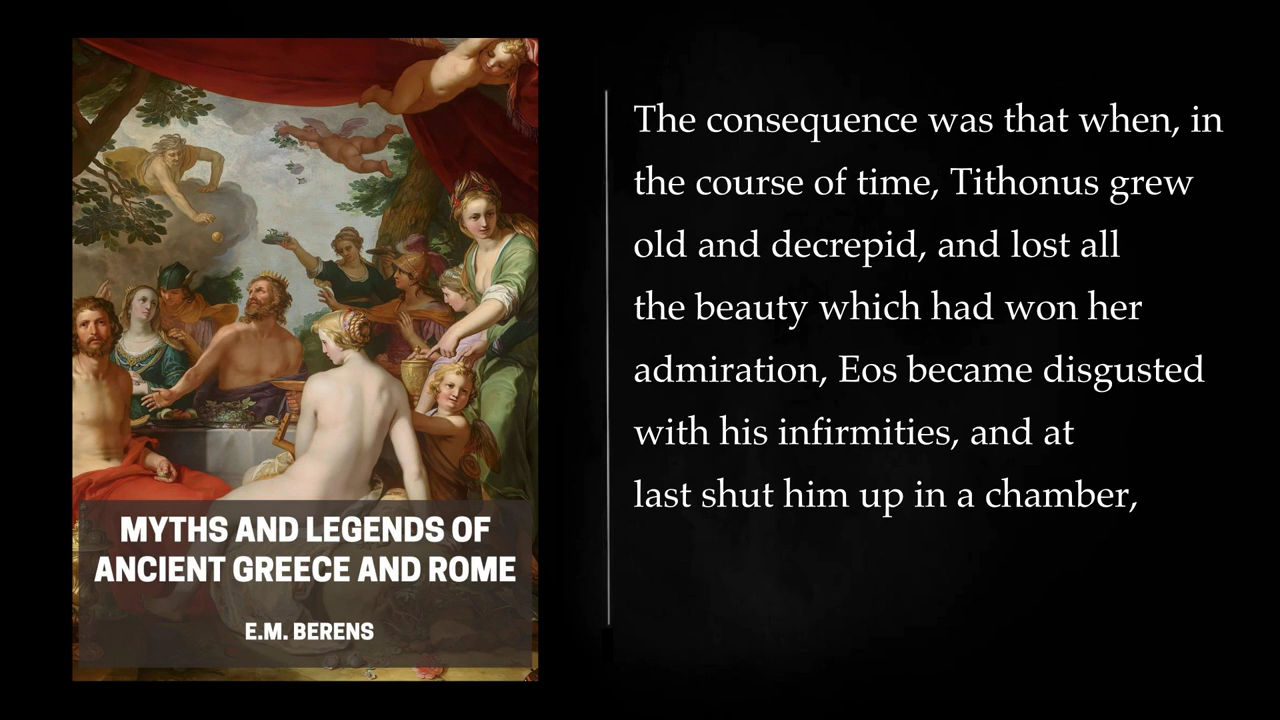 MYTHS AND LEGENDS OF
ANCIENT GREECE AND ROME
E.M. BERENS
The consequence was that when, in
the course of time, Tithonus grew
old and decrepid, and lost all
the beauty which had won her
admiration, Eos became disgusted
with his infirmities, and at
last shut him up in a chamber,